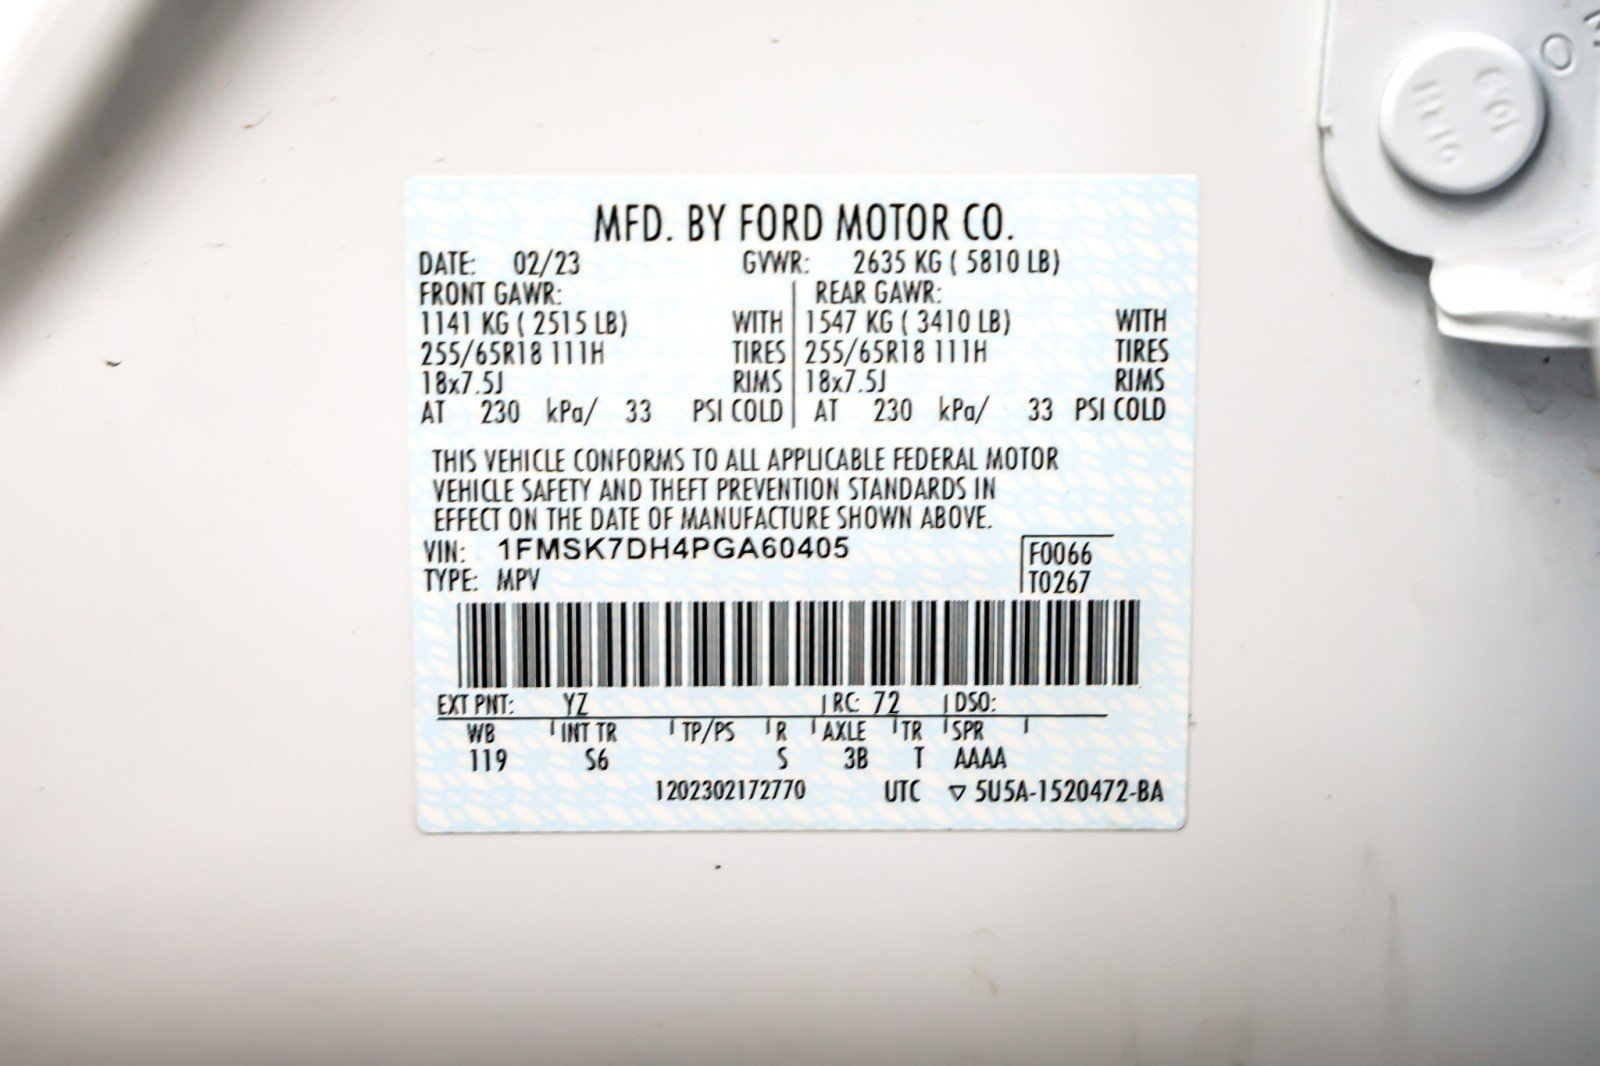 MFD. BY FORD MOTOR CO.
DATE: 02/23 GVWR: 2635 KG ( 5810 LB)
FRONT GAWR: REAR GAWR:
1141 KG ( 2515 LB) WITH 1547 KG ( 3410 LB) WITH
255/65R18 111H TIRES 255/65R18 111H TIRES
18x7.5J RIMS 18x7.5J RIMS
AT 230 kPa/ 33 PSI COLD AT 230 kPa/ 33 PSI COLD
THIS VEHICLE CONFORMS TO ALL APPLICABLE FEDERAL MOTOR
VEHICLE SAFETY AND THEFT PREVENTION STANDARDS IN
EFFECT ON THE DATE OF MANUFACTURE SHOWN ABOVE.
VIN: 1FMSK7DH4PGA60405 F0066
TYPE: MPV T0267
EXT PNT: YZ RC: 72 DSO:
WB INT TR TP/PS R AXLE TR SPR
119 S6 S 3B T AAAA
1202302172770 UTC ▽ 5U5A-1520472-BA